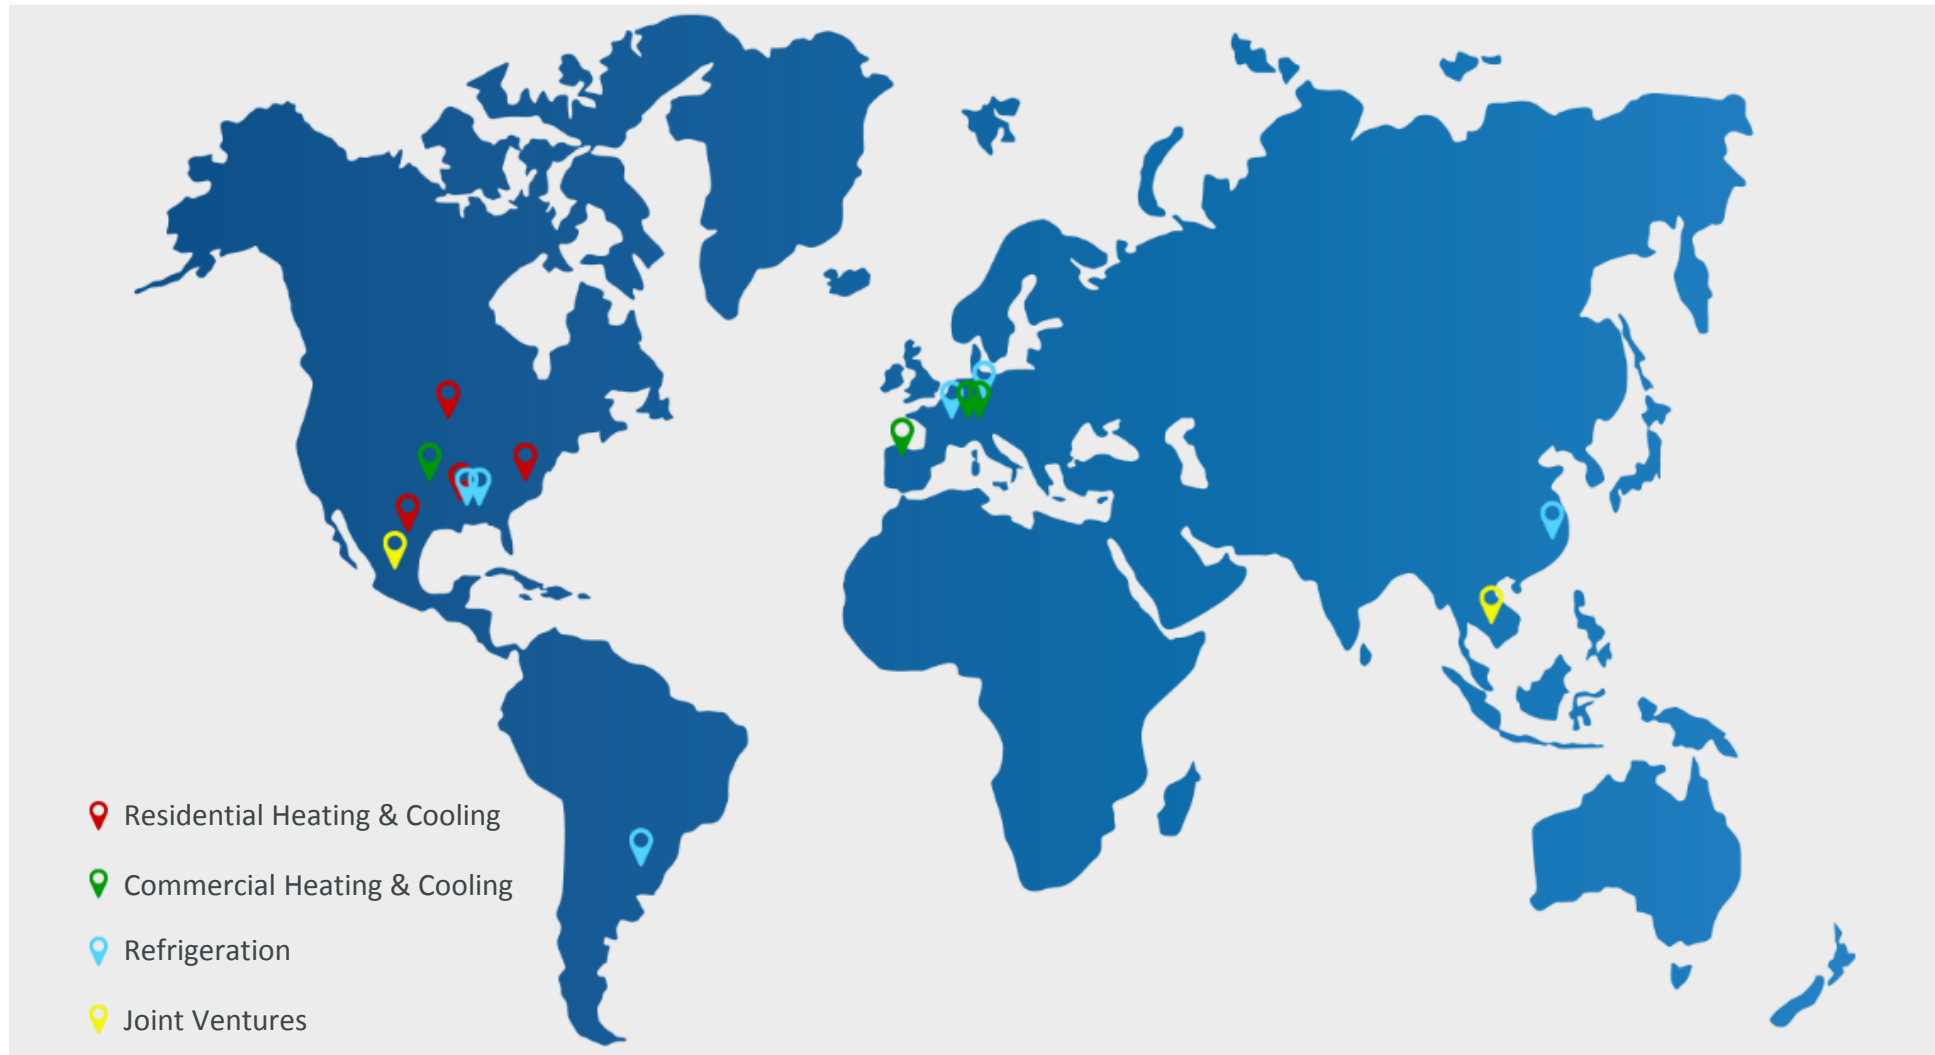 Residential Heating & Cooling
Commercial Heating & Cooling
Refrigeration
Joint Ventures